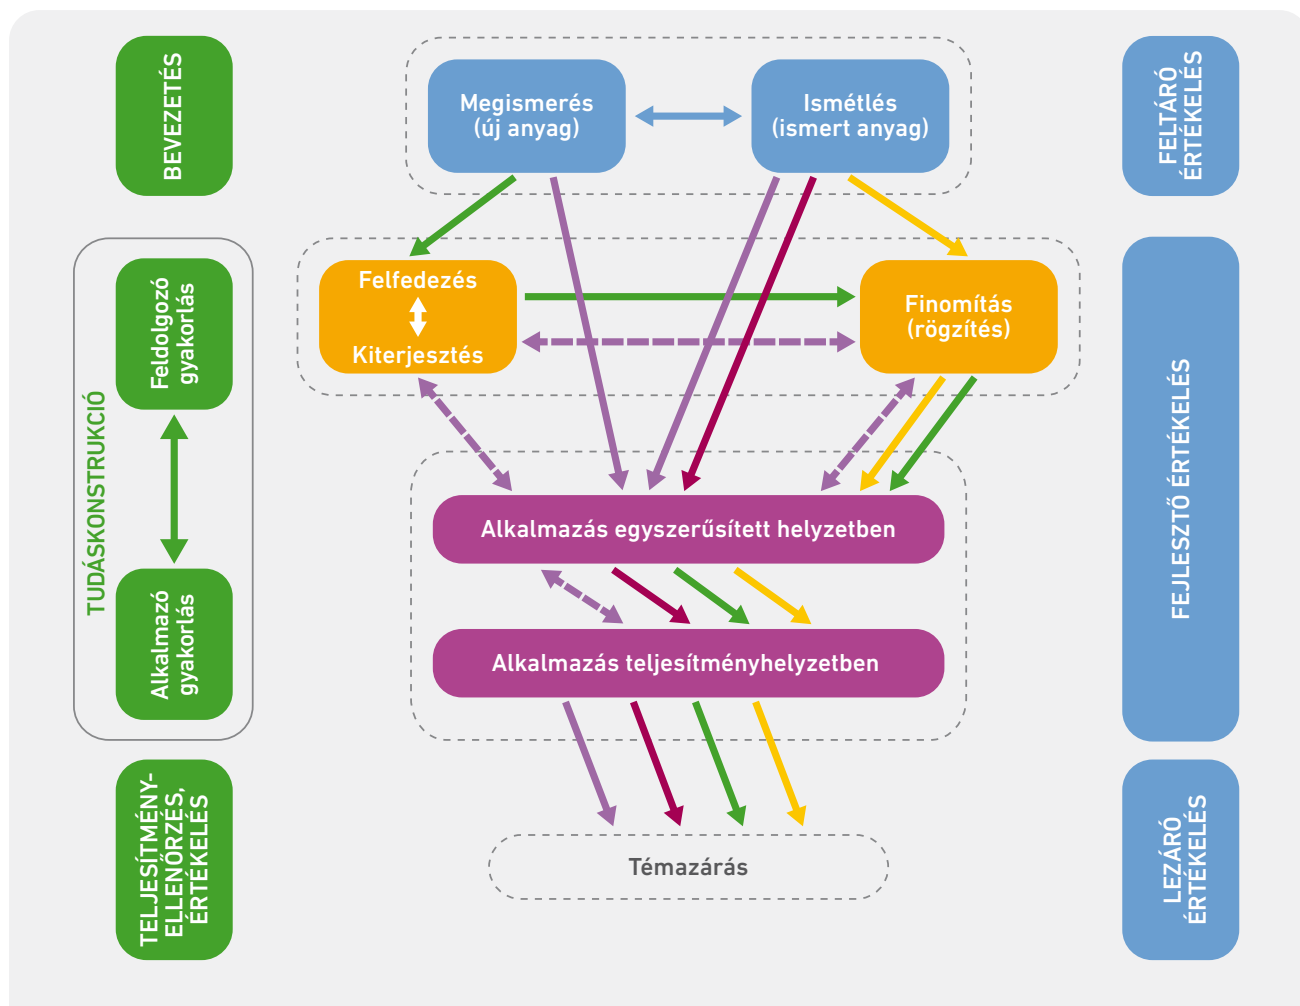 BEVEZETÉS
Megismerés
(új anyag)
Ismétlés
(ismert anyag)
FELTÁRÓ
ÉRTÉKELÉS
TUDÁSKONSTRUKCIÓ
Feldolgozó
gyakorlás
Felfedezés
Kiterjesztés
Finomítás
(rögzítés)
FEJLESZTŐ ÉRTÉKELÉS
Alkalmazó
gyakorlás
Alkalmazás egyszerűsített helyzetben
Alkalmazás teljesítményhelyzetben
TELJESÍTMÉNY-
ELLENŐRZÉS,
ÉRTÉKELÉS
Témazárás
LEZÁRÓ
ÉRTÉKELÉS